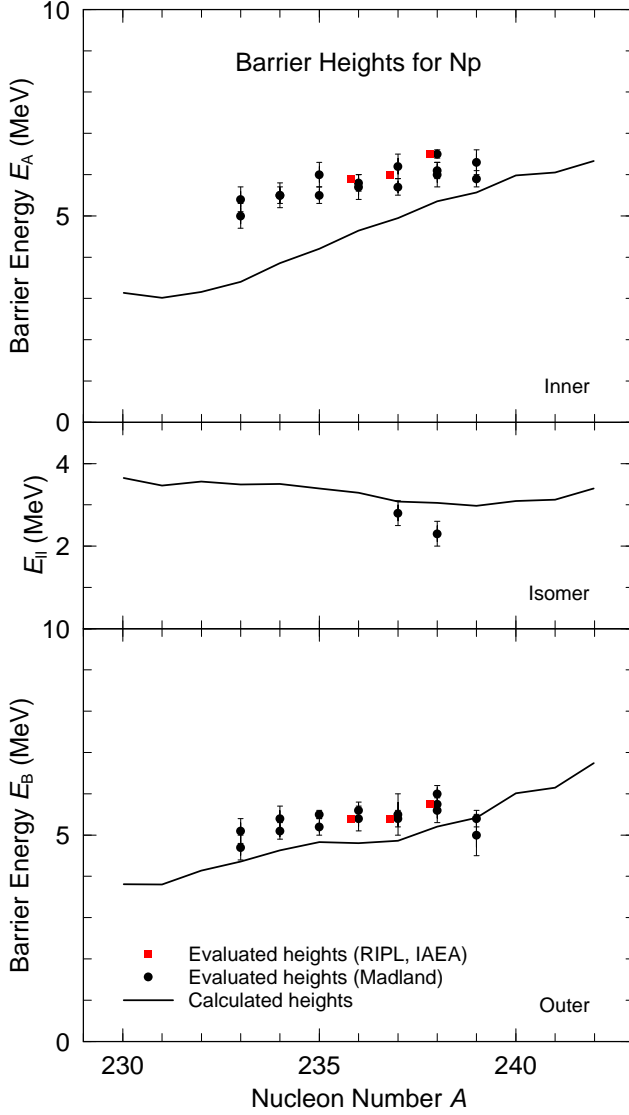 Barrier Heights for Np
10
5
0
Barrier Energy E_A (MeV)
Inner
4
2
E_II (MeV)
Isomer
10
5
0
Barrier Energy E_B (MeV)
Evaluated heights (RIPL, IAEA)
Evaluated heights (Madland)
Calculated heights
Outer
230 235 240
Nucleon Number A